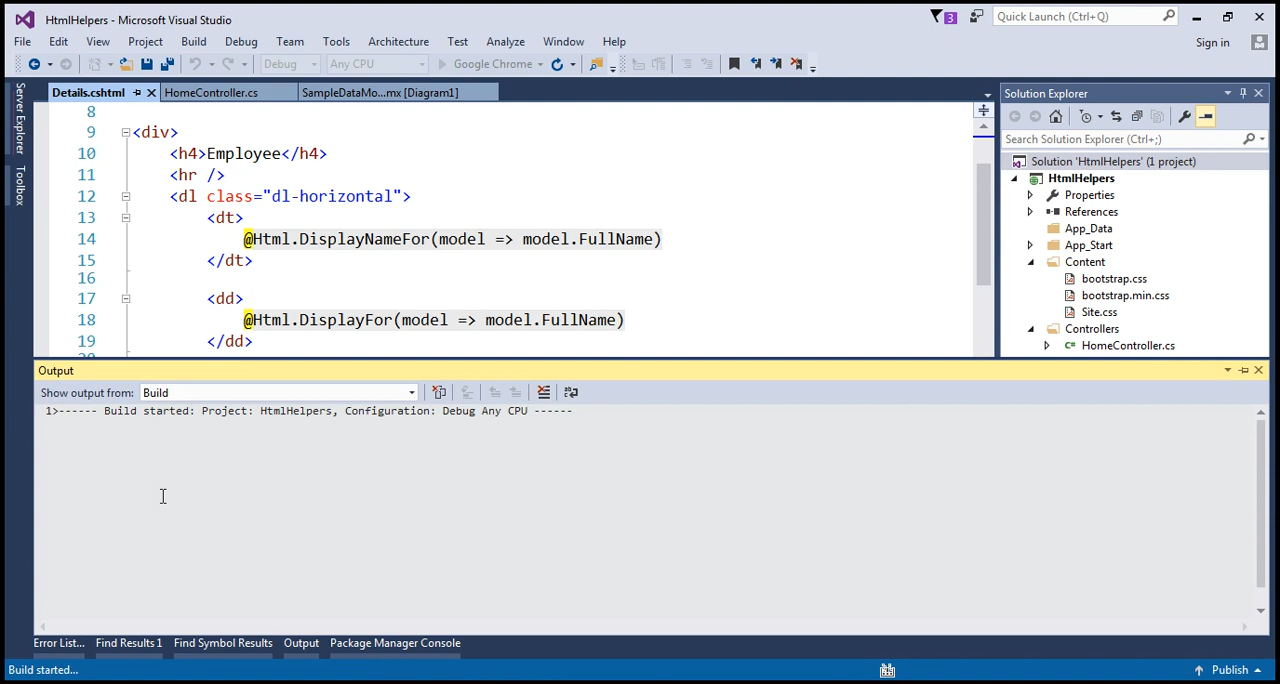 HtmlHelpers - Microsoft Visual Studio
3
Quick Launch (Ctrl+Q)
File Edit View Project Build Debug Team Tools Architecture Test Analyze Window Help
Sign in
Debug Any CPU Google Chrome
Server Explorer
Toolbox
Details.cshtml HomeController.cs SampleDataMo...mx [Diagram1]
8
9 <div>
10 <h4>Employee</h4>
11 <hr />
12 <dl class="dl-horizontal">
13 <dt>
14 @Html.DisplayNameFor(model => model.FullName)
15 </dt>
16
17 <dd>
18 @Html.DisplayFor(model => model.FullName)
19 </dd>
20
Solution Explorer
Search Solution Explorer (Ctrl+;)
Solution 'HtmlHelpers' (1 project)
HtmlHelpers
Properties
References
App_Data
App_Start
Content
bootstrap.css
bootstrap.min.css
Site.css
Controllers
C# HomeController.cs
Output
Show output from: Build
1>------ Build started: Project: HtmlHelpers, Configuration: Debug Any CPU ------
Error List... Find Results 1 Find Symbol Results Output Package Manager Console
Build started... Publish